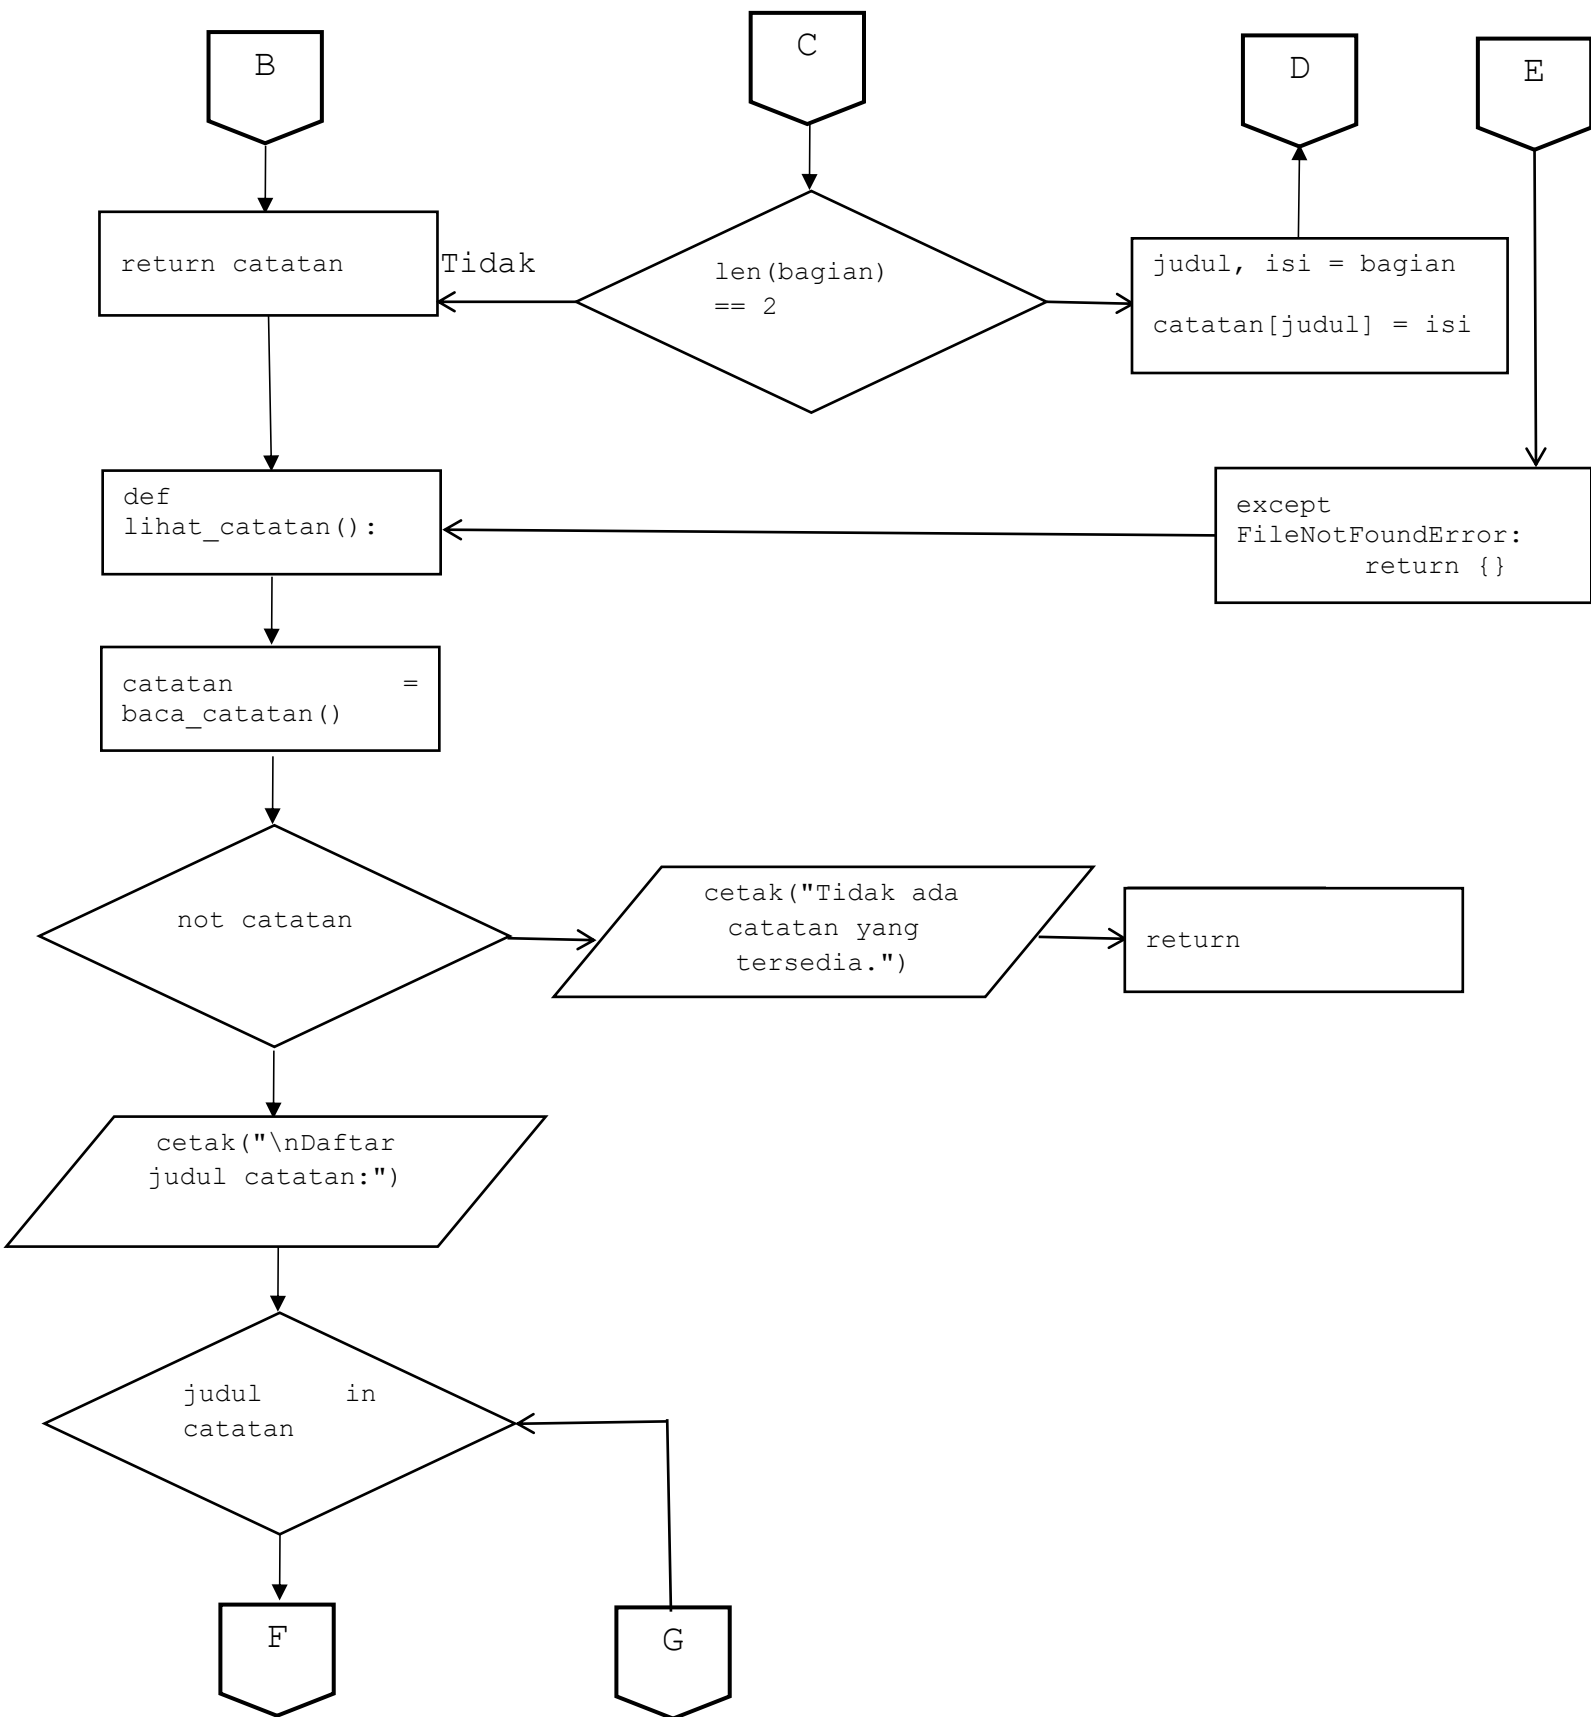 B
C
D
E
return catatan
Tidak
len(bagian)
== 2
judul, isi = bagian
catatan[judul] = isi
def
lihat_catatan():
except
FileNotFoundError:
return {}
catatan =
baca_catatan()
not catatan
cetak("Tidak ada
catatan yang
tersedia.")
return
cetak("\nDaftar
judul catatan:")
judul in
catatan
F
G